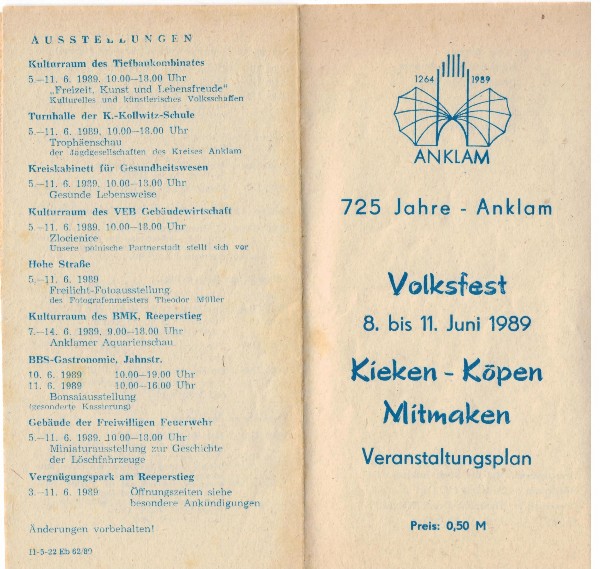 AUSSTELLUNGEN
Kulturraum des Tiefbaukombinates
5.—11. 6. 1989, 10.00—18.00 Uhr
„Freizeit, Kunst und Lebensfreude"
Kulturelles und künstlerisches Volksschaffen
Turnhalle der K.-Kollwitz-Schule
5.—11. 6. 1989, 10.00—18.00 Uhr
Trophäenschau
der Jagdgesellschaften des Kreises Anklam
Kreiskabinett für Gesundheitswesen
5.—11. 6. 1989, 10.00—18.00 Uhr
Gesunde Lebensweise
Kulturraum des VEB Gebäudewirtschaft
5.—11. 6. 1989, 10.00—18.00 Uhr
Zlocienice
Unsere polnische Partnerstadt stellt sich vor
Hohe Straße
5.—11. 6. 1989
Freilicht-Fotoausstellung
des Fotografenmeisters Theodor Müller
Kulturraum des BMK, Reeperstieg
7.—14. 6. 1989, 9.00—18.00 Uhr
Anklamer Aquarienschau
BBS-Gastronomie, Jahnstr.
10. 6. 1989 10.00—19.00 Uhr
11. 6. 1989 10.00—16.00 Uhr
Bonsaiausstellung
(gesonderte Kassierung)
Gebäude der Freiwilligen Feuerwehr
5.—11. 6. 1989, 10.00—18.00 Uhr
Miniaturausstellung zur Geschichte
der Löschfahrzeuge
Vergnügungspark am Reeperstieg
3.—11. 6. 1989 Öffnungszeiten siehe
besondere Ankündigungen
Änderungen vorbehalten!
II-5-22 Eb 62/89
1264 1989
ANKLAM
725 Jahre - Anklam
Volksfest
8. bis 11. Juni 1989
Kieken - Köpen
Mitmaken
Veranstaltungsplan
Preis: 0,50 M